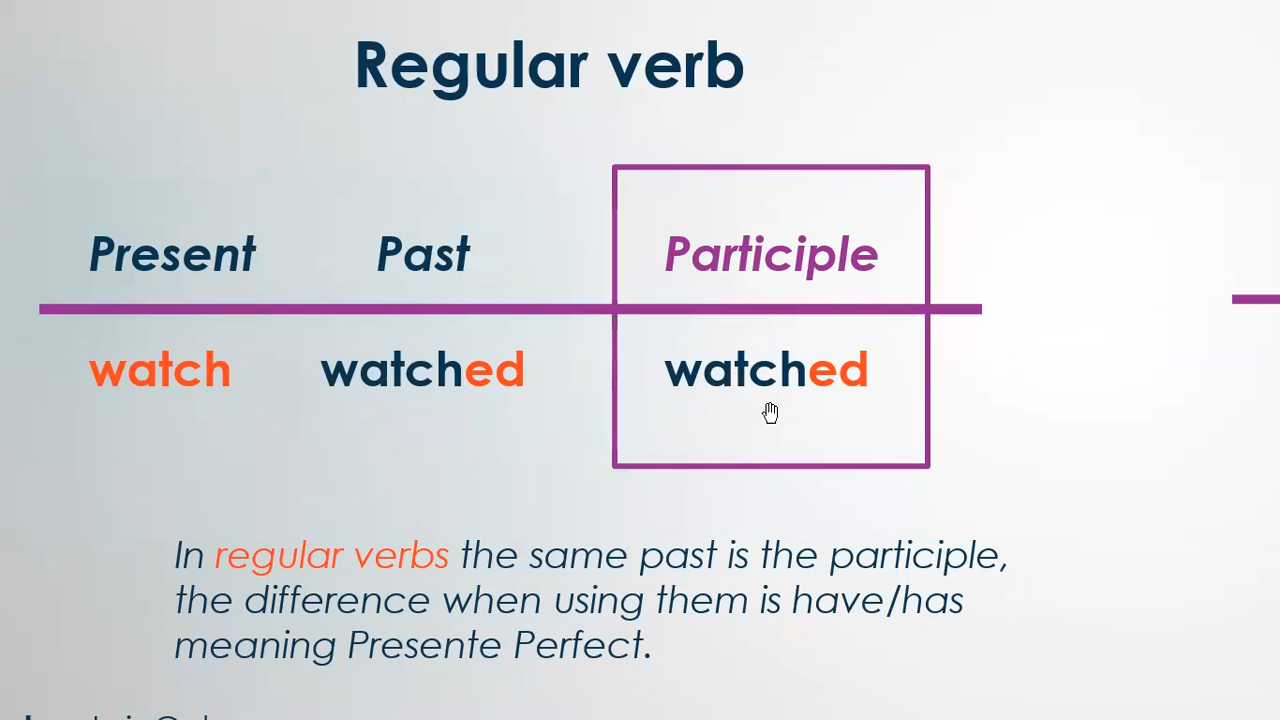 Regular verb
Present Past Participle
watch watched watched
In regular verbs the same past is the participle,
the difference when using them is have/has
meaning Presente Perfect.